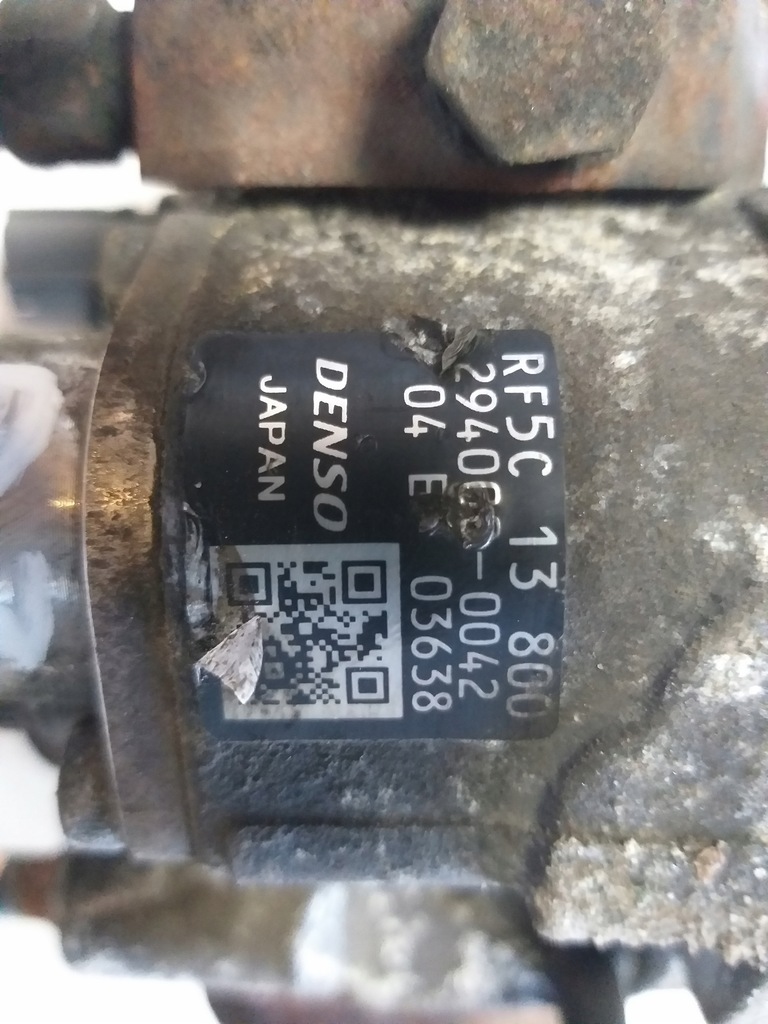 RF5C 13 800
-0042
04 E 03638
DENSO
JAPAN